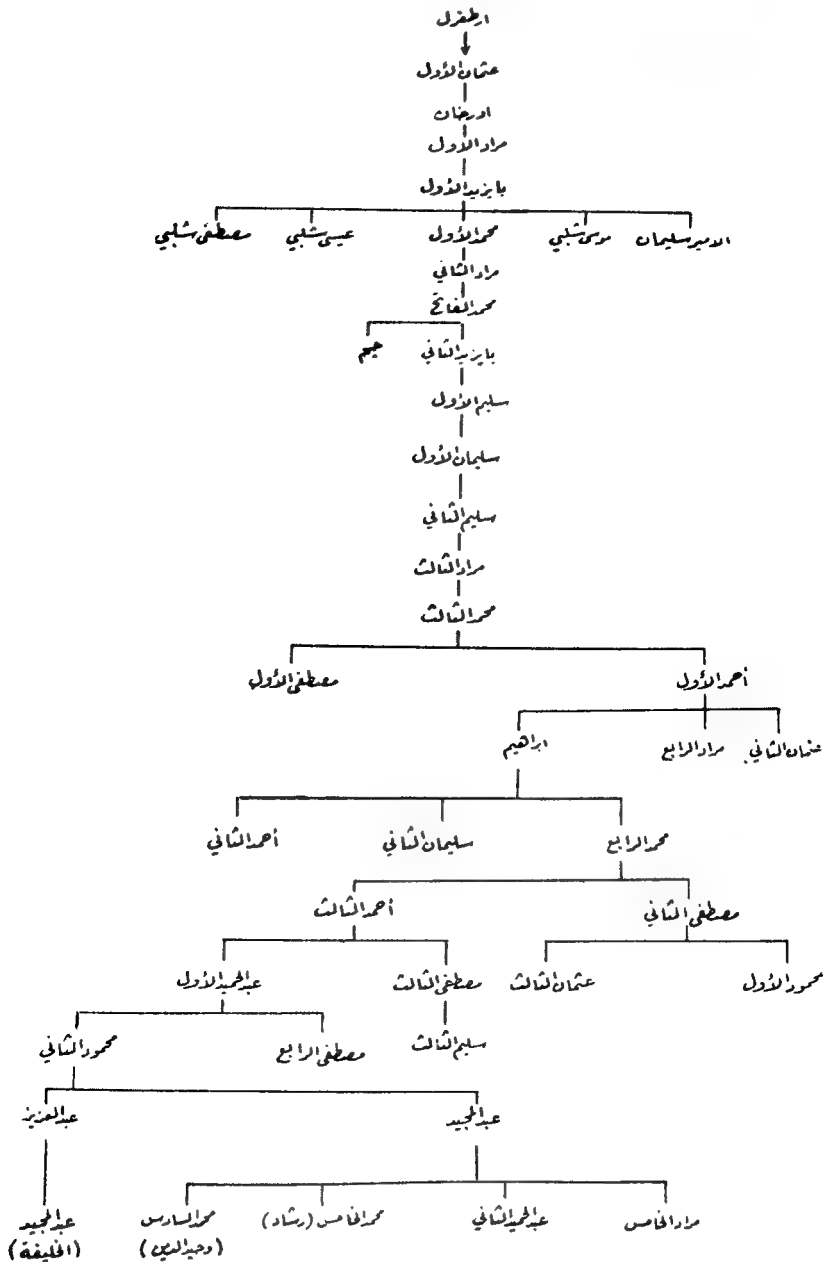 ارطغرل
عثمان الأول
اورخان
مراد الأول
بايزيد الأول
الامير سليمان موسى شلبي محمد الأول عيسى شلبي مصطفى شلبي
مراد الثاني
محمد الفاتح
بايزيد الثاني جيم
سليم الأول
سليمان الأول
سليم الثاني
مراد الثالث
محمد الثالث
أحمد الأول مصطفى الأول
عثمان الثاني مراد الرابع ابراهيم
محمد الرابع سليمان الثاني أحمد الثاني
مصطفى الثاني أحمد الثالث
محمود الأول عثمان الثالث مصطفى الثالث عبد الحميد الأول
سليم الثالث مصطفى الرابع محمود الثاني
عبد المجيد عبد العزيز
مراد الخامس عبد الحميد الثاني محمد الخامس (رشاد) محمد السادس عبد المجيد
(وحيد الدين) (الخليفة)